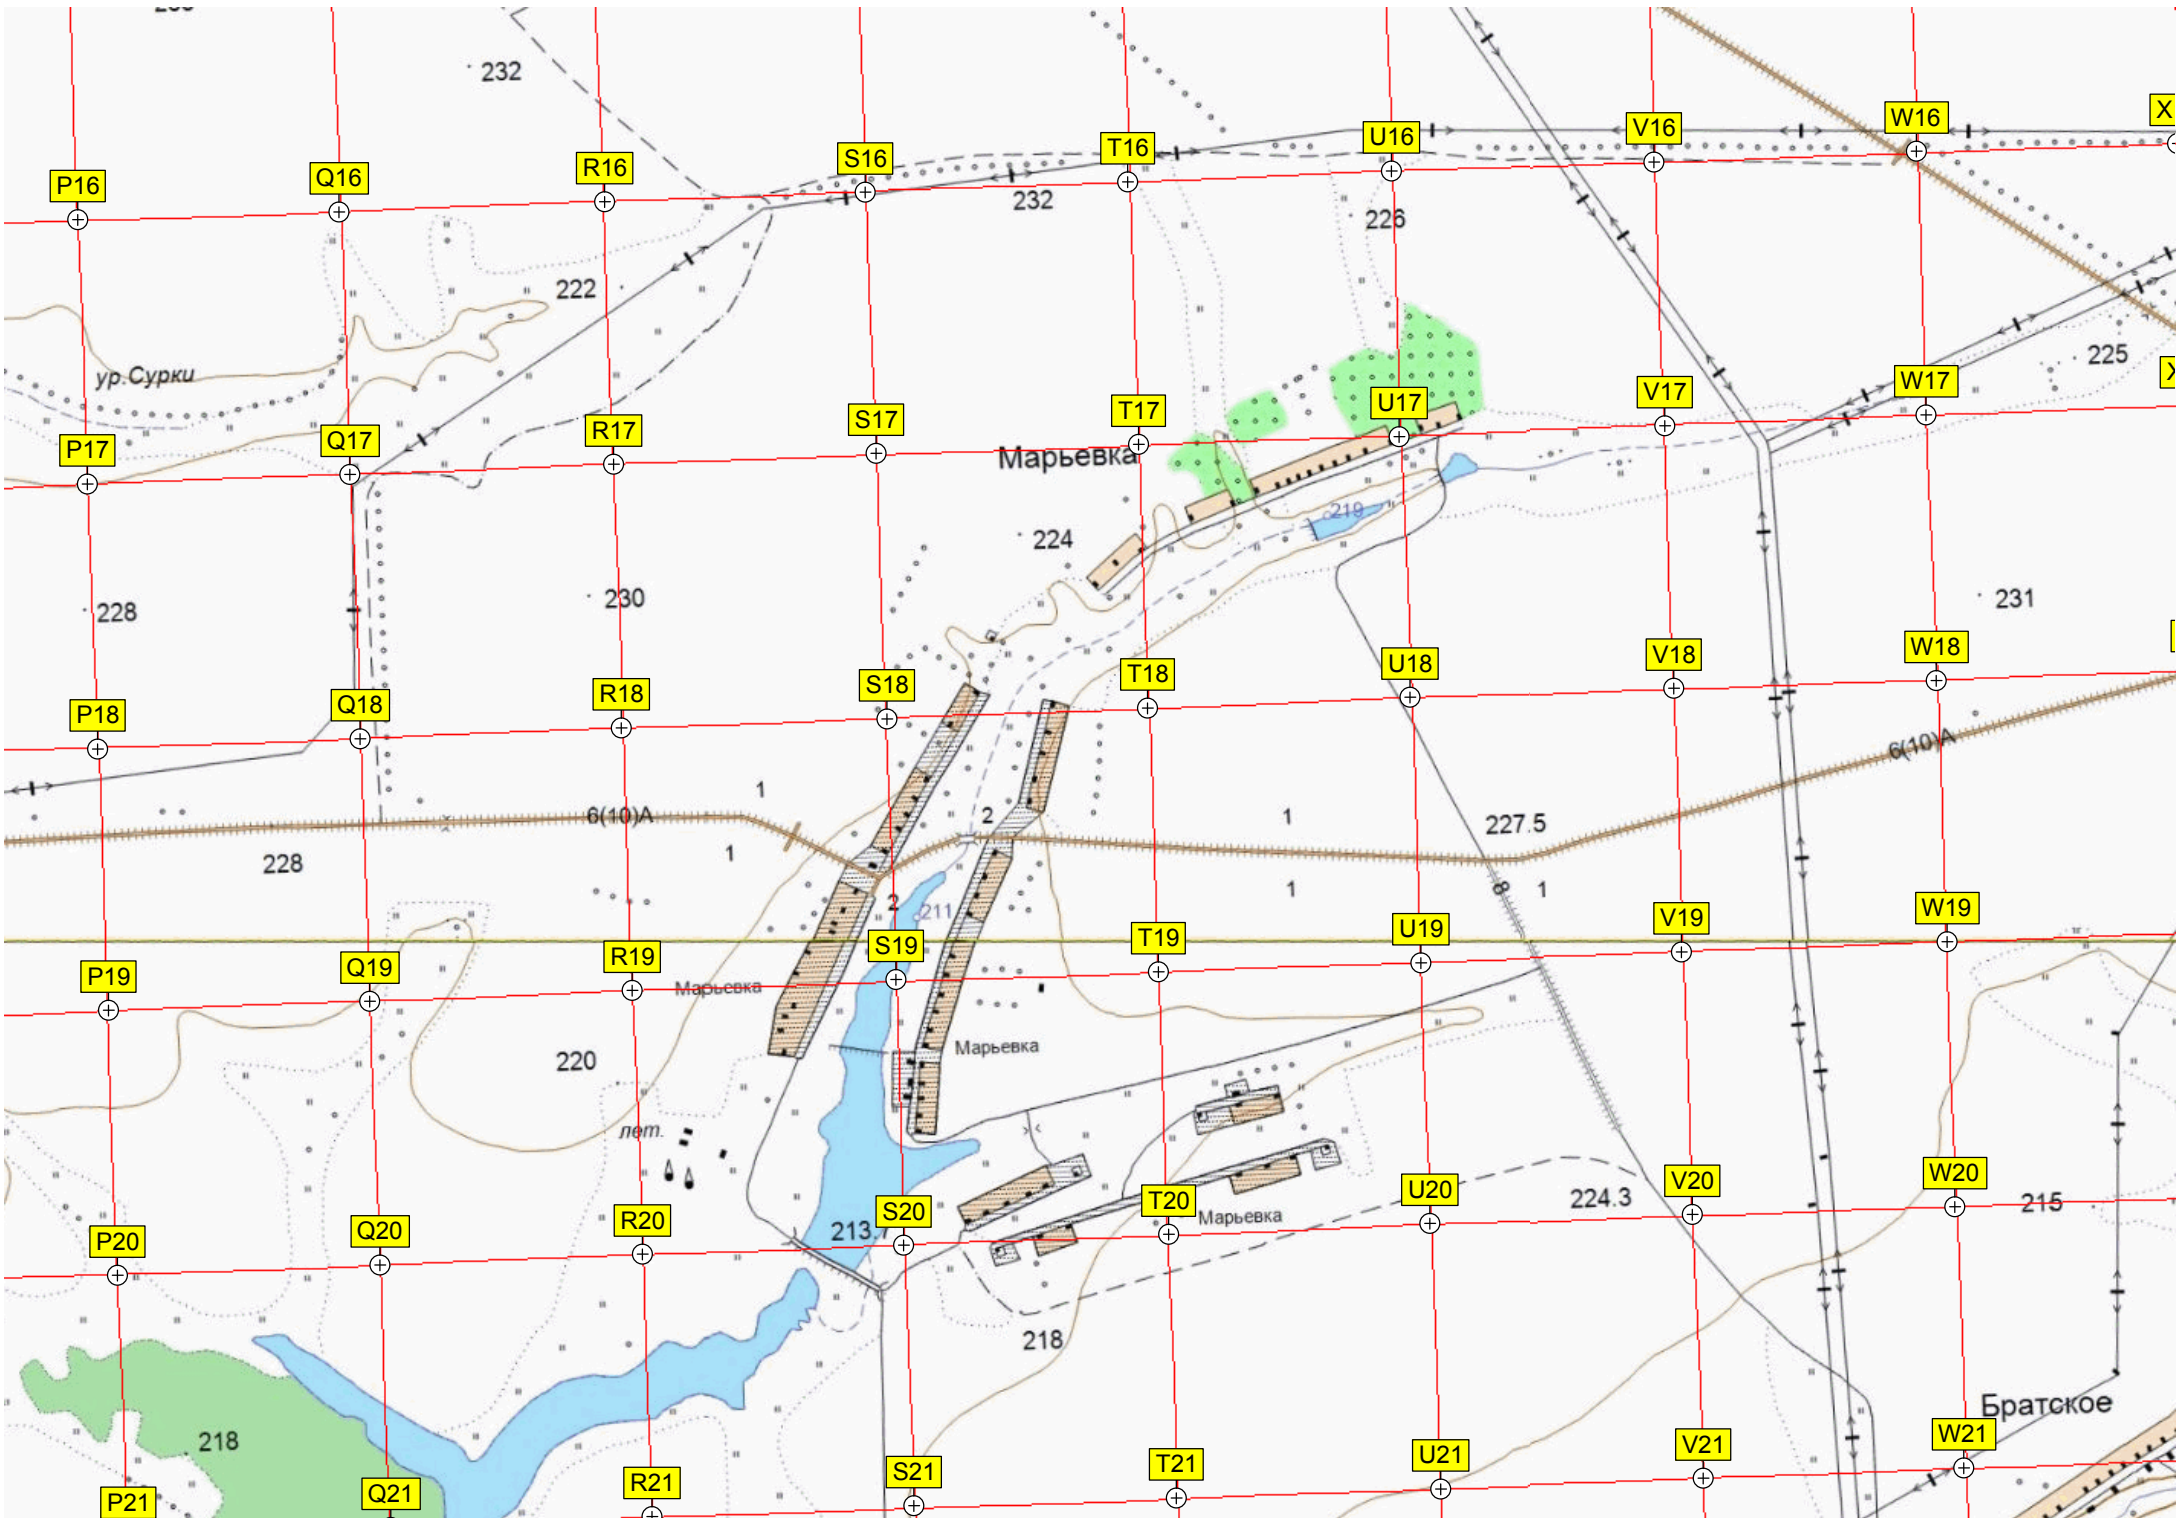 232
P16
Q16
R16
S16
T16
U16
V16
W16
X
232
226
222
225
ур.Сурки
P17
Q17
R17
S17
T17
U17
V17
W17
Марьевка
219
224
228
230
231
P18
Q18
R18
S18
T18
U18
V18
W18
6(10)А
1
6(10)А
2
1
227.5
1
228
1
8
1
2
211
P19
Q19
R19
S19
T19
U19
V19
W19
Марьевка
Марьевка
220
лет.
P20
Q20
R20
S20
T20
U20
V20
W20
213
Марьевка
224.3
215
218
Братское
218
P21
Q21
R21
S21
T21
U21
V21
W21